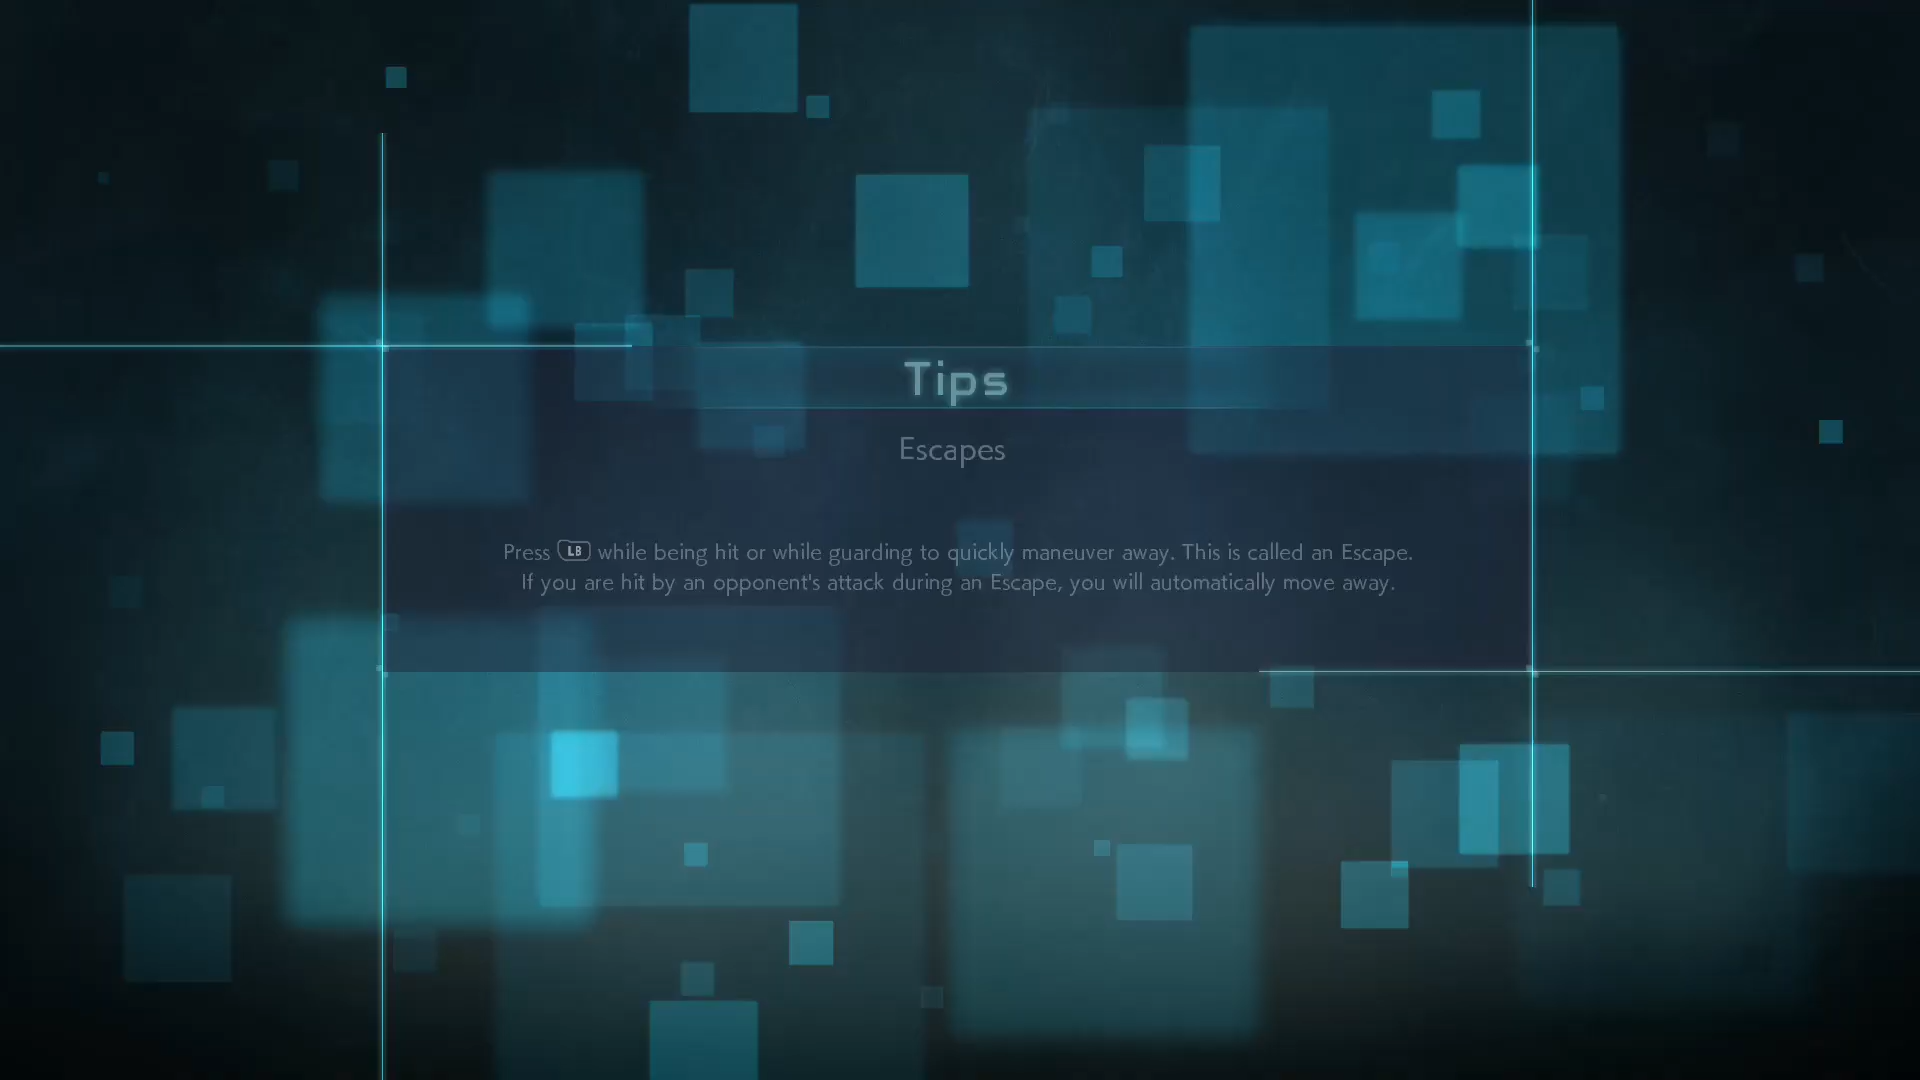 Tips
Escapes
Press LB while being hit or while guarding to quickly maneuver away. This is called an Escape.
If you are hit by an opponent's attack during an Escape, you will automatically move away.